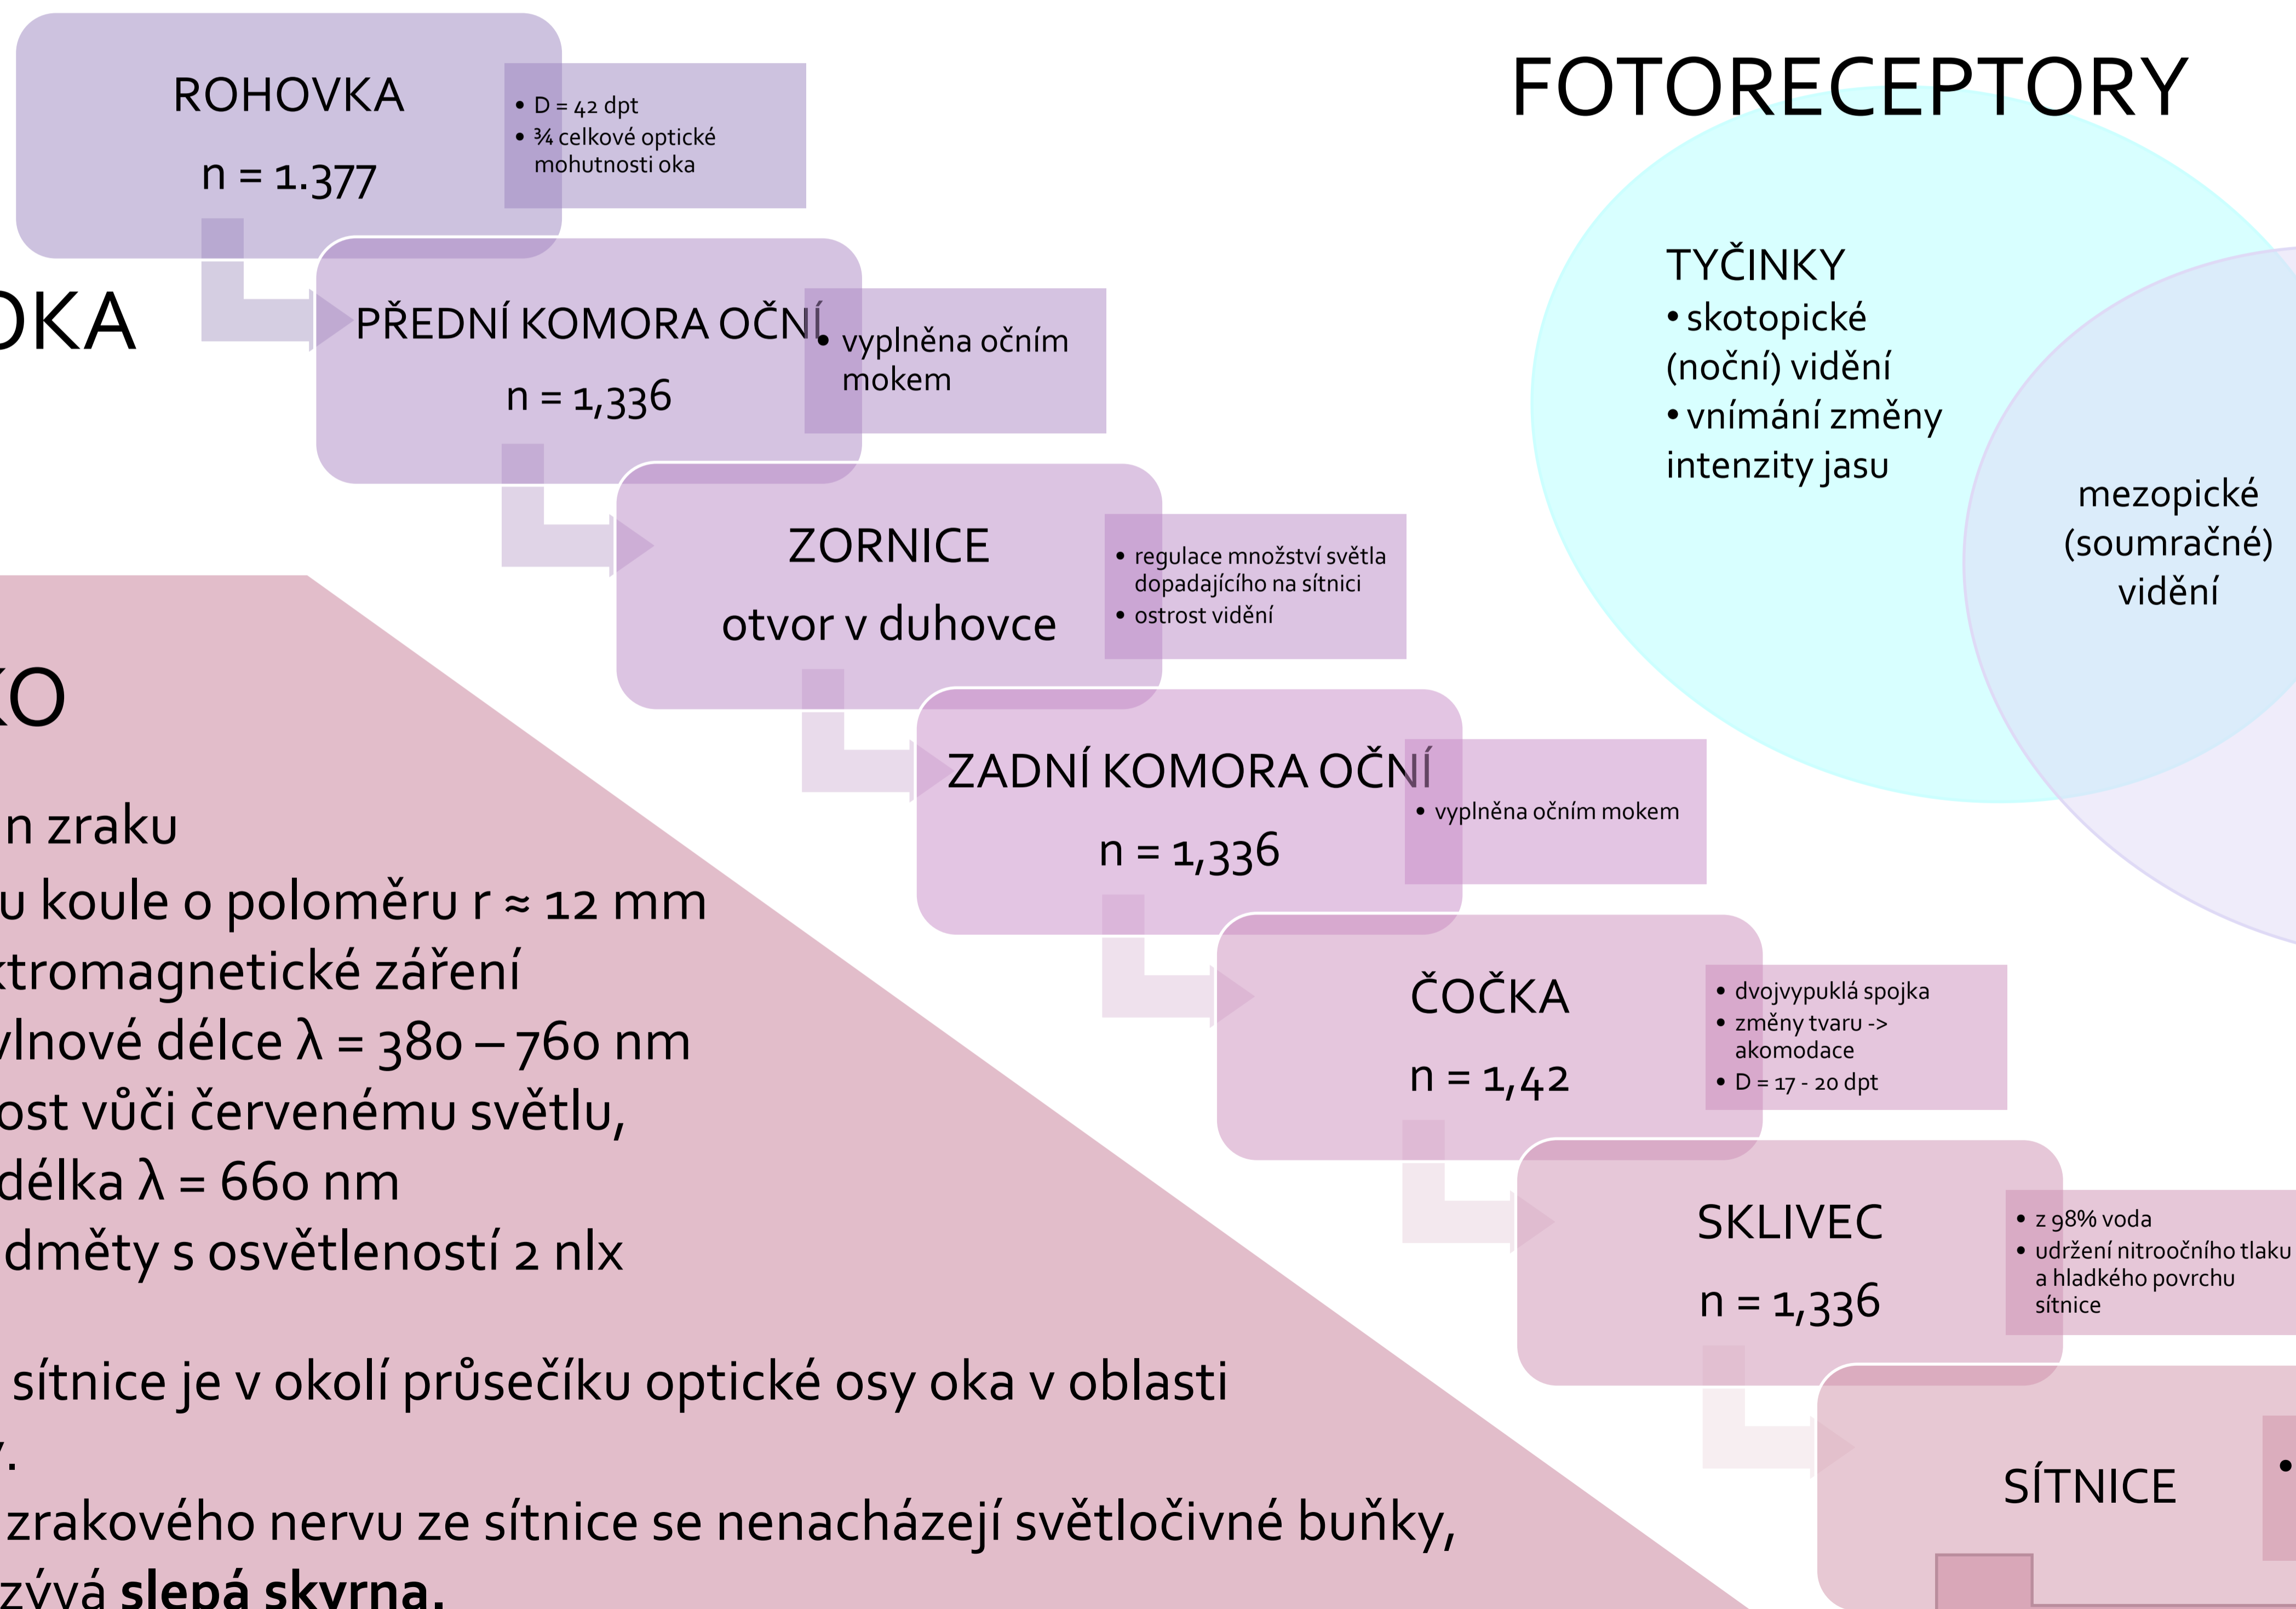 ROHOVKA
n = 1.377
• D = 42 dpt
• ¾ celkové optické
mohutnosti oka
OKA
PŘEDNÍ KOMORA OČNÍ
n = 1,336
• vyplněna očním
mokem
ZORNICE
otvor v duhovce
• regulace množství světla
dopadajícího na sítnici
• ostrost vidění
ZADNÍ KOMORA OČNÍ
n = 1,336
• vyplněna očním mokem
ČOČKA
n = 1,42
• dvojvypuklá spojka
• změny tvaru ->
akomodace
• D = 17 - 20 dpt
SKLIVEC
n = 1,336
• z 98% voda
• udržení nitroočního tlaku
a hladkého povrchu
sítnice
SÍTNICE
•
FOTORECEPTORY
TYČINKY
• skotopické
(noční) vidění
• vnímání změny
intenzity jasu
mezopické
(soumračné)
vidění
KO
n zraku
u koule o poloměru r ≈ 12 mm
ktromagnetické záření
vlnové délce λ = 380 – 760 nm
ost vůči červenému světlu,
délka λ = 660 nm
dměty s osvětleností 2 nlx
sítnice je v okolí průsečíku optické osy oka v oblasti
.
zrakového nervu ze sítnice se nenacházejí světločivné buňky,
zývá slepá skvrna.